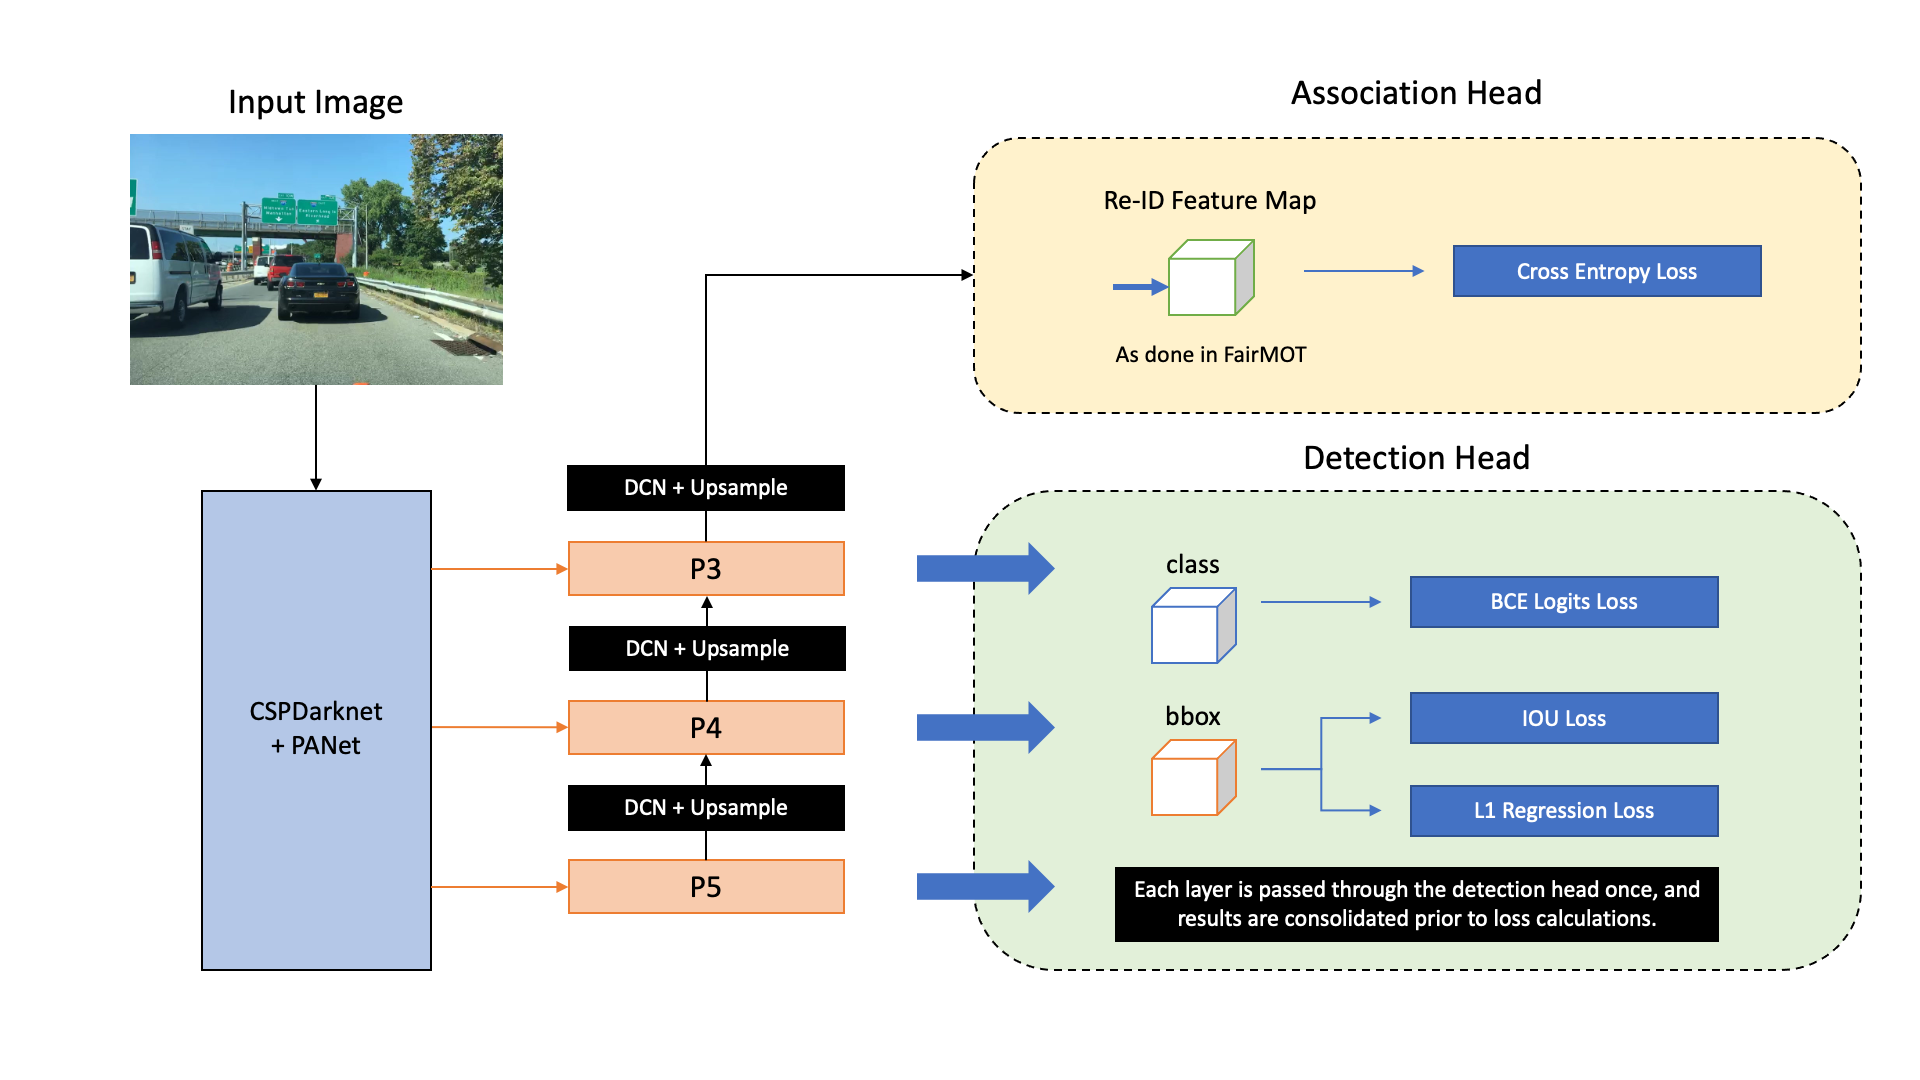 Input Image
Association Head
Re-ID Feature Map
Cross Entropy Loss
As done in FairMOT
Detection Head
DCN + Upsample
P3
DCN + Upsample
P4
DCN + Upsample
P5
CSPDarknet
+ PANet
class
BCE Logits Loss
bbox
IOU Loss
L1 Regression Loss
Each layer is passed through the detection head once, and
results are consolidated prior to loss calculations.